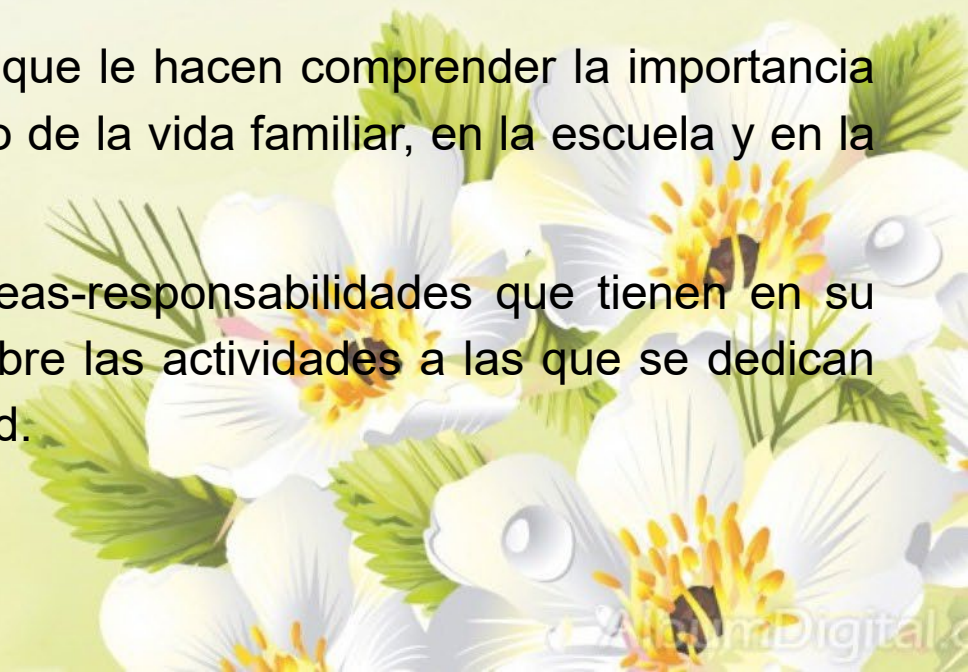 que le hacen comprender la importancia
o de la vida familiar, en la escuela y en la
eas-responsabilidades que tienen en su
bre las actividades a las que se dedican
d.
AlbumDigital.c